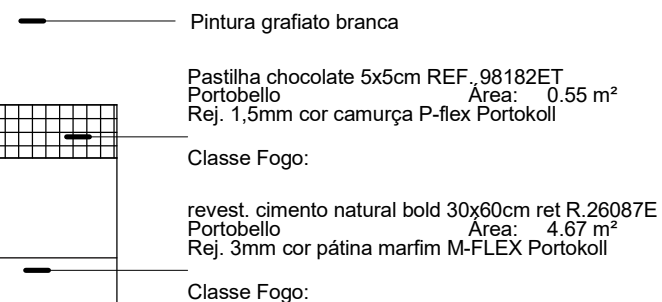 Pintura grafiato branca
Pastilha chocolate 5x5cm REF. 98182ET
Portobello Área: 0.55 m²
Rej. 1,5mm cor camurça P-flex Portokoll
Classe Fogo:
revest. cimento natural bold 30x60cm ret R.26087E
Portobello Área: 4.67 m²
Rej. 3mm cor pátina marfim M-FLEX Portokoll
Classe Fogo: